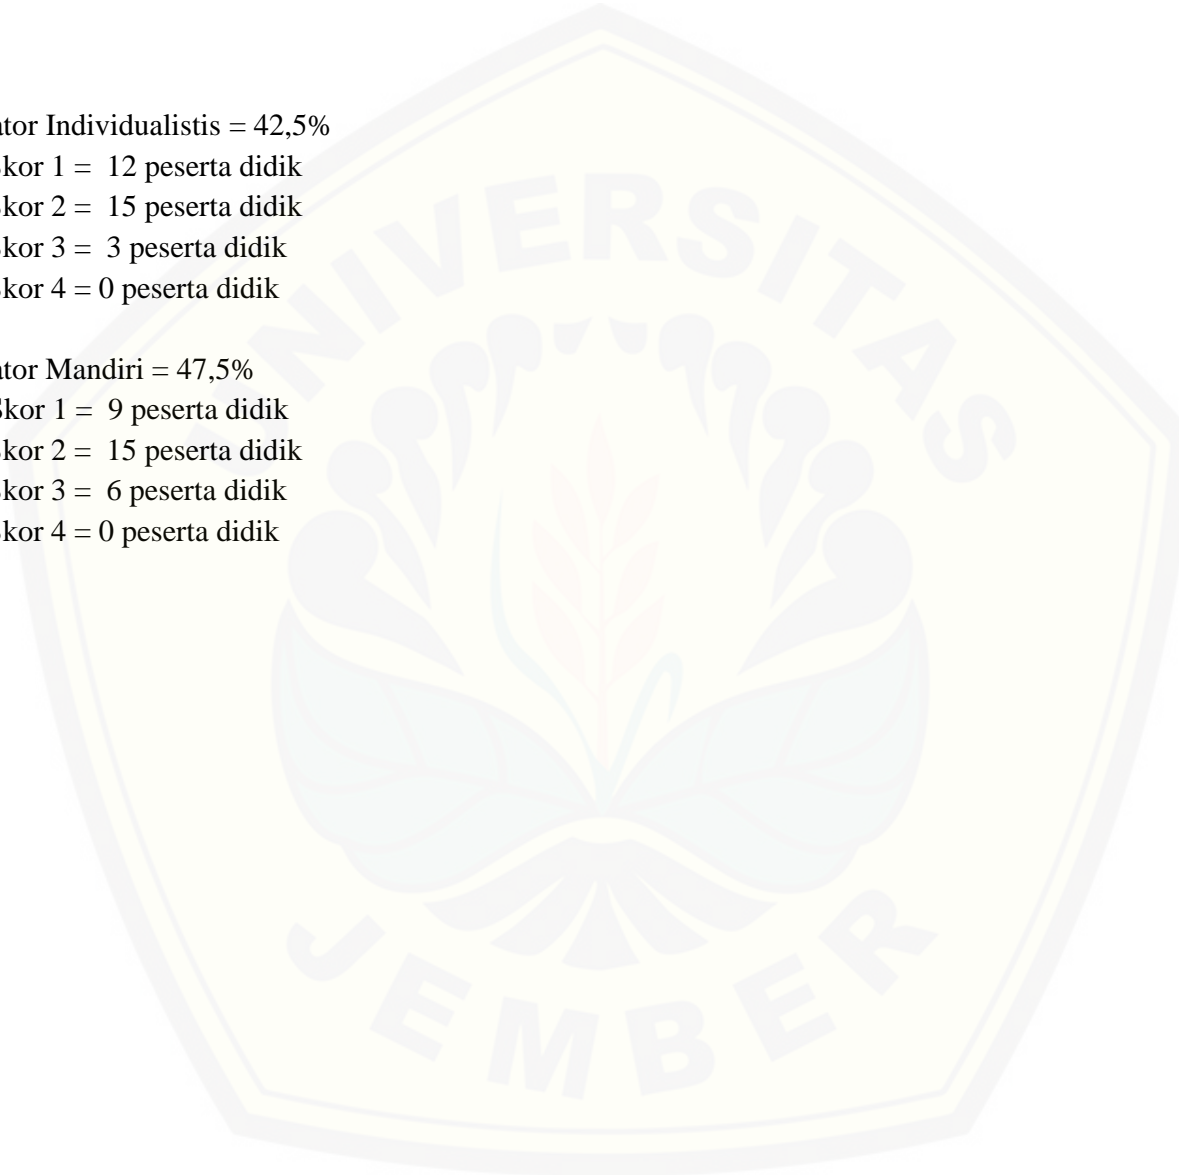 ator Individualistis = 42,5%
kor 1 = 12 peserta didik
kor 2 = 15 peserta didik
kor 3 = 3 peserta didik
kor 4 = 0 peserta didik
ator Mandiri = 47,5%
Skor 1 = 9 peserta didik
kor 2 = 15 peserta didik
kor 3 = 6 peserta didik
kor 4 = 0 peserta didik
UNIVERSITAS
JEMBER